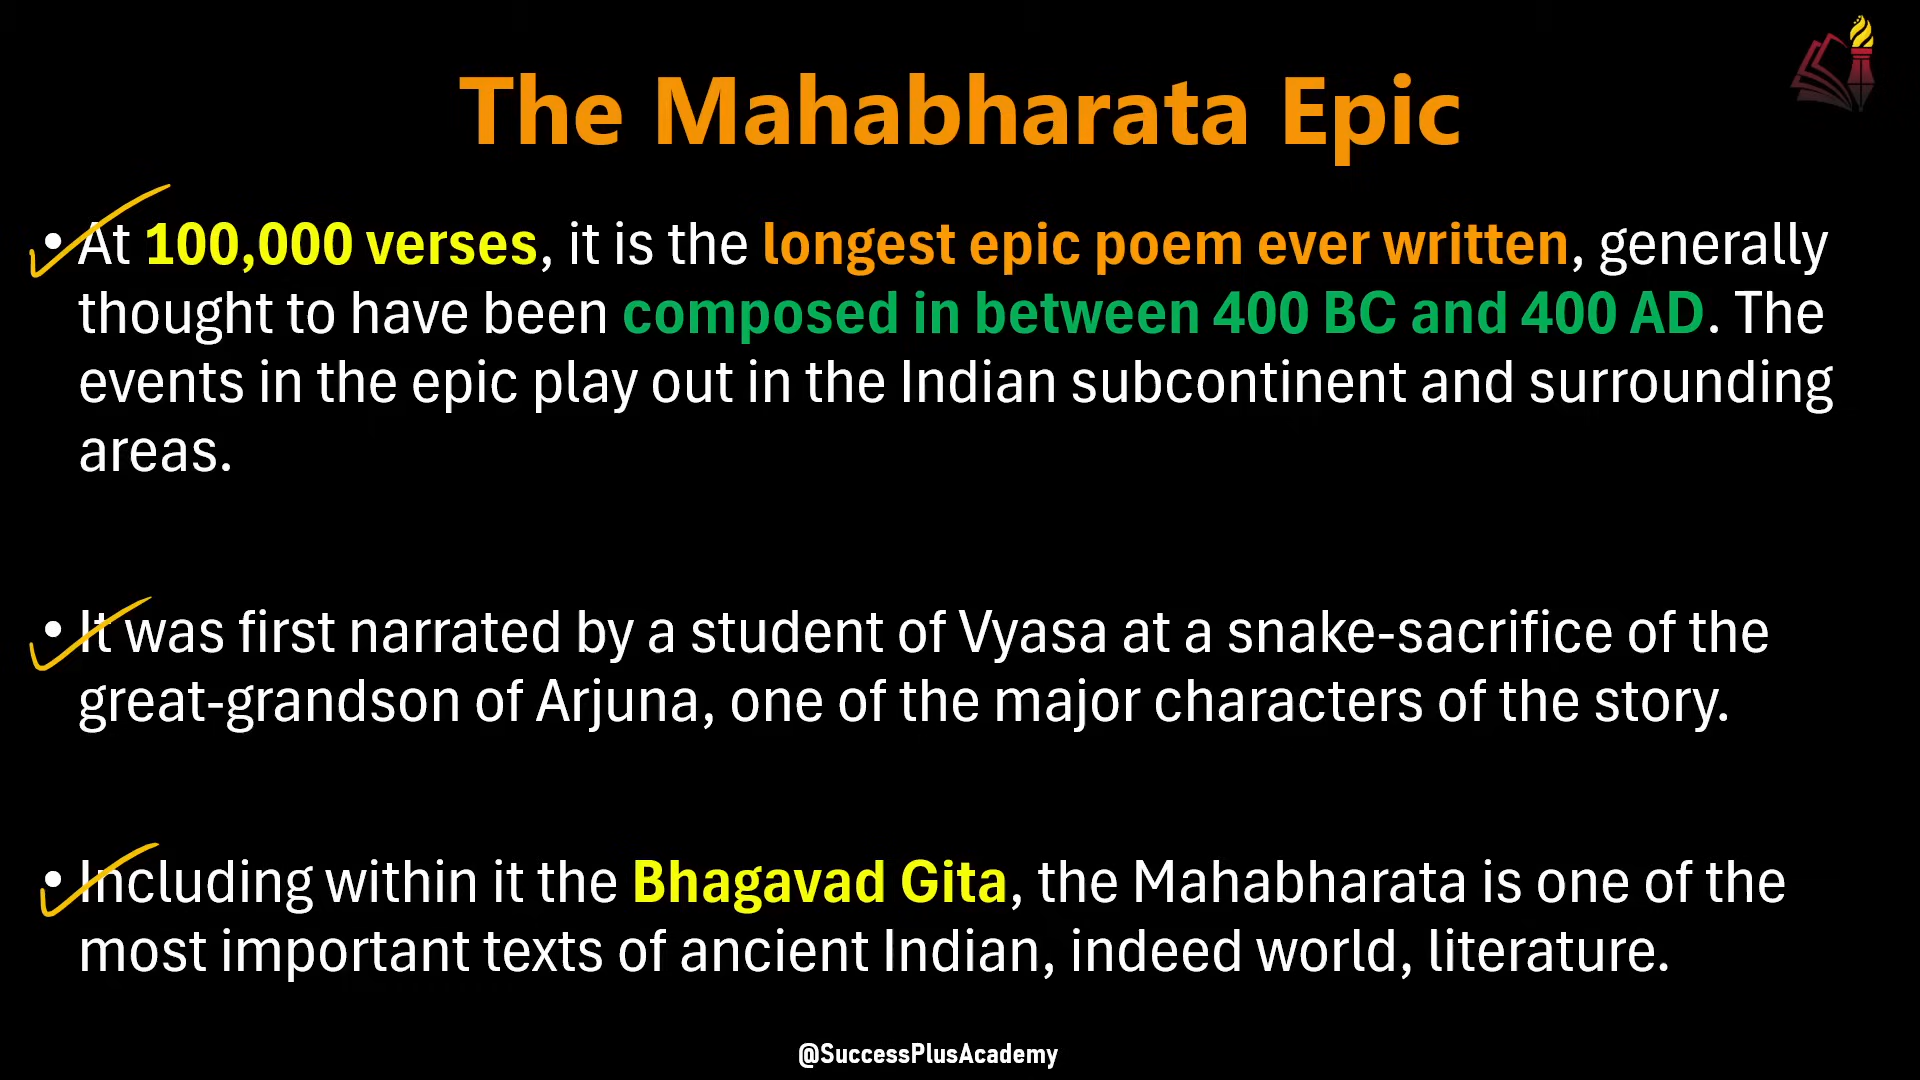 The Mahabharata Epic
• At 100,000 verses, it is the longest epic poem ever written, generally
thought to have been composed in between 400 BC and 400 AD. The
events in the epic play out in the Indian subcontinent and surrounding
areas.
• It was first narrated by a student of Vyasa at a snake-sacrifice of the
great-grandson of Arjuna, one of the major characters of the story.
• Including within it the Bhagavad Gita, the Mahabharata is one of the
most important texts of ancient Indian, indeed world, literature.
@SuccessPlusAcademy